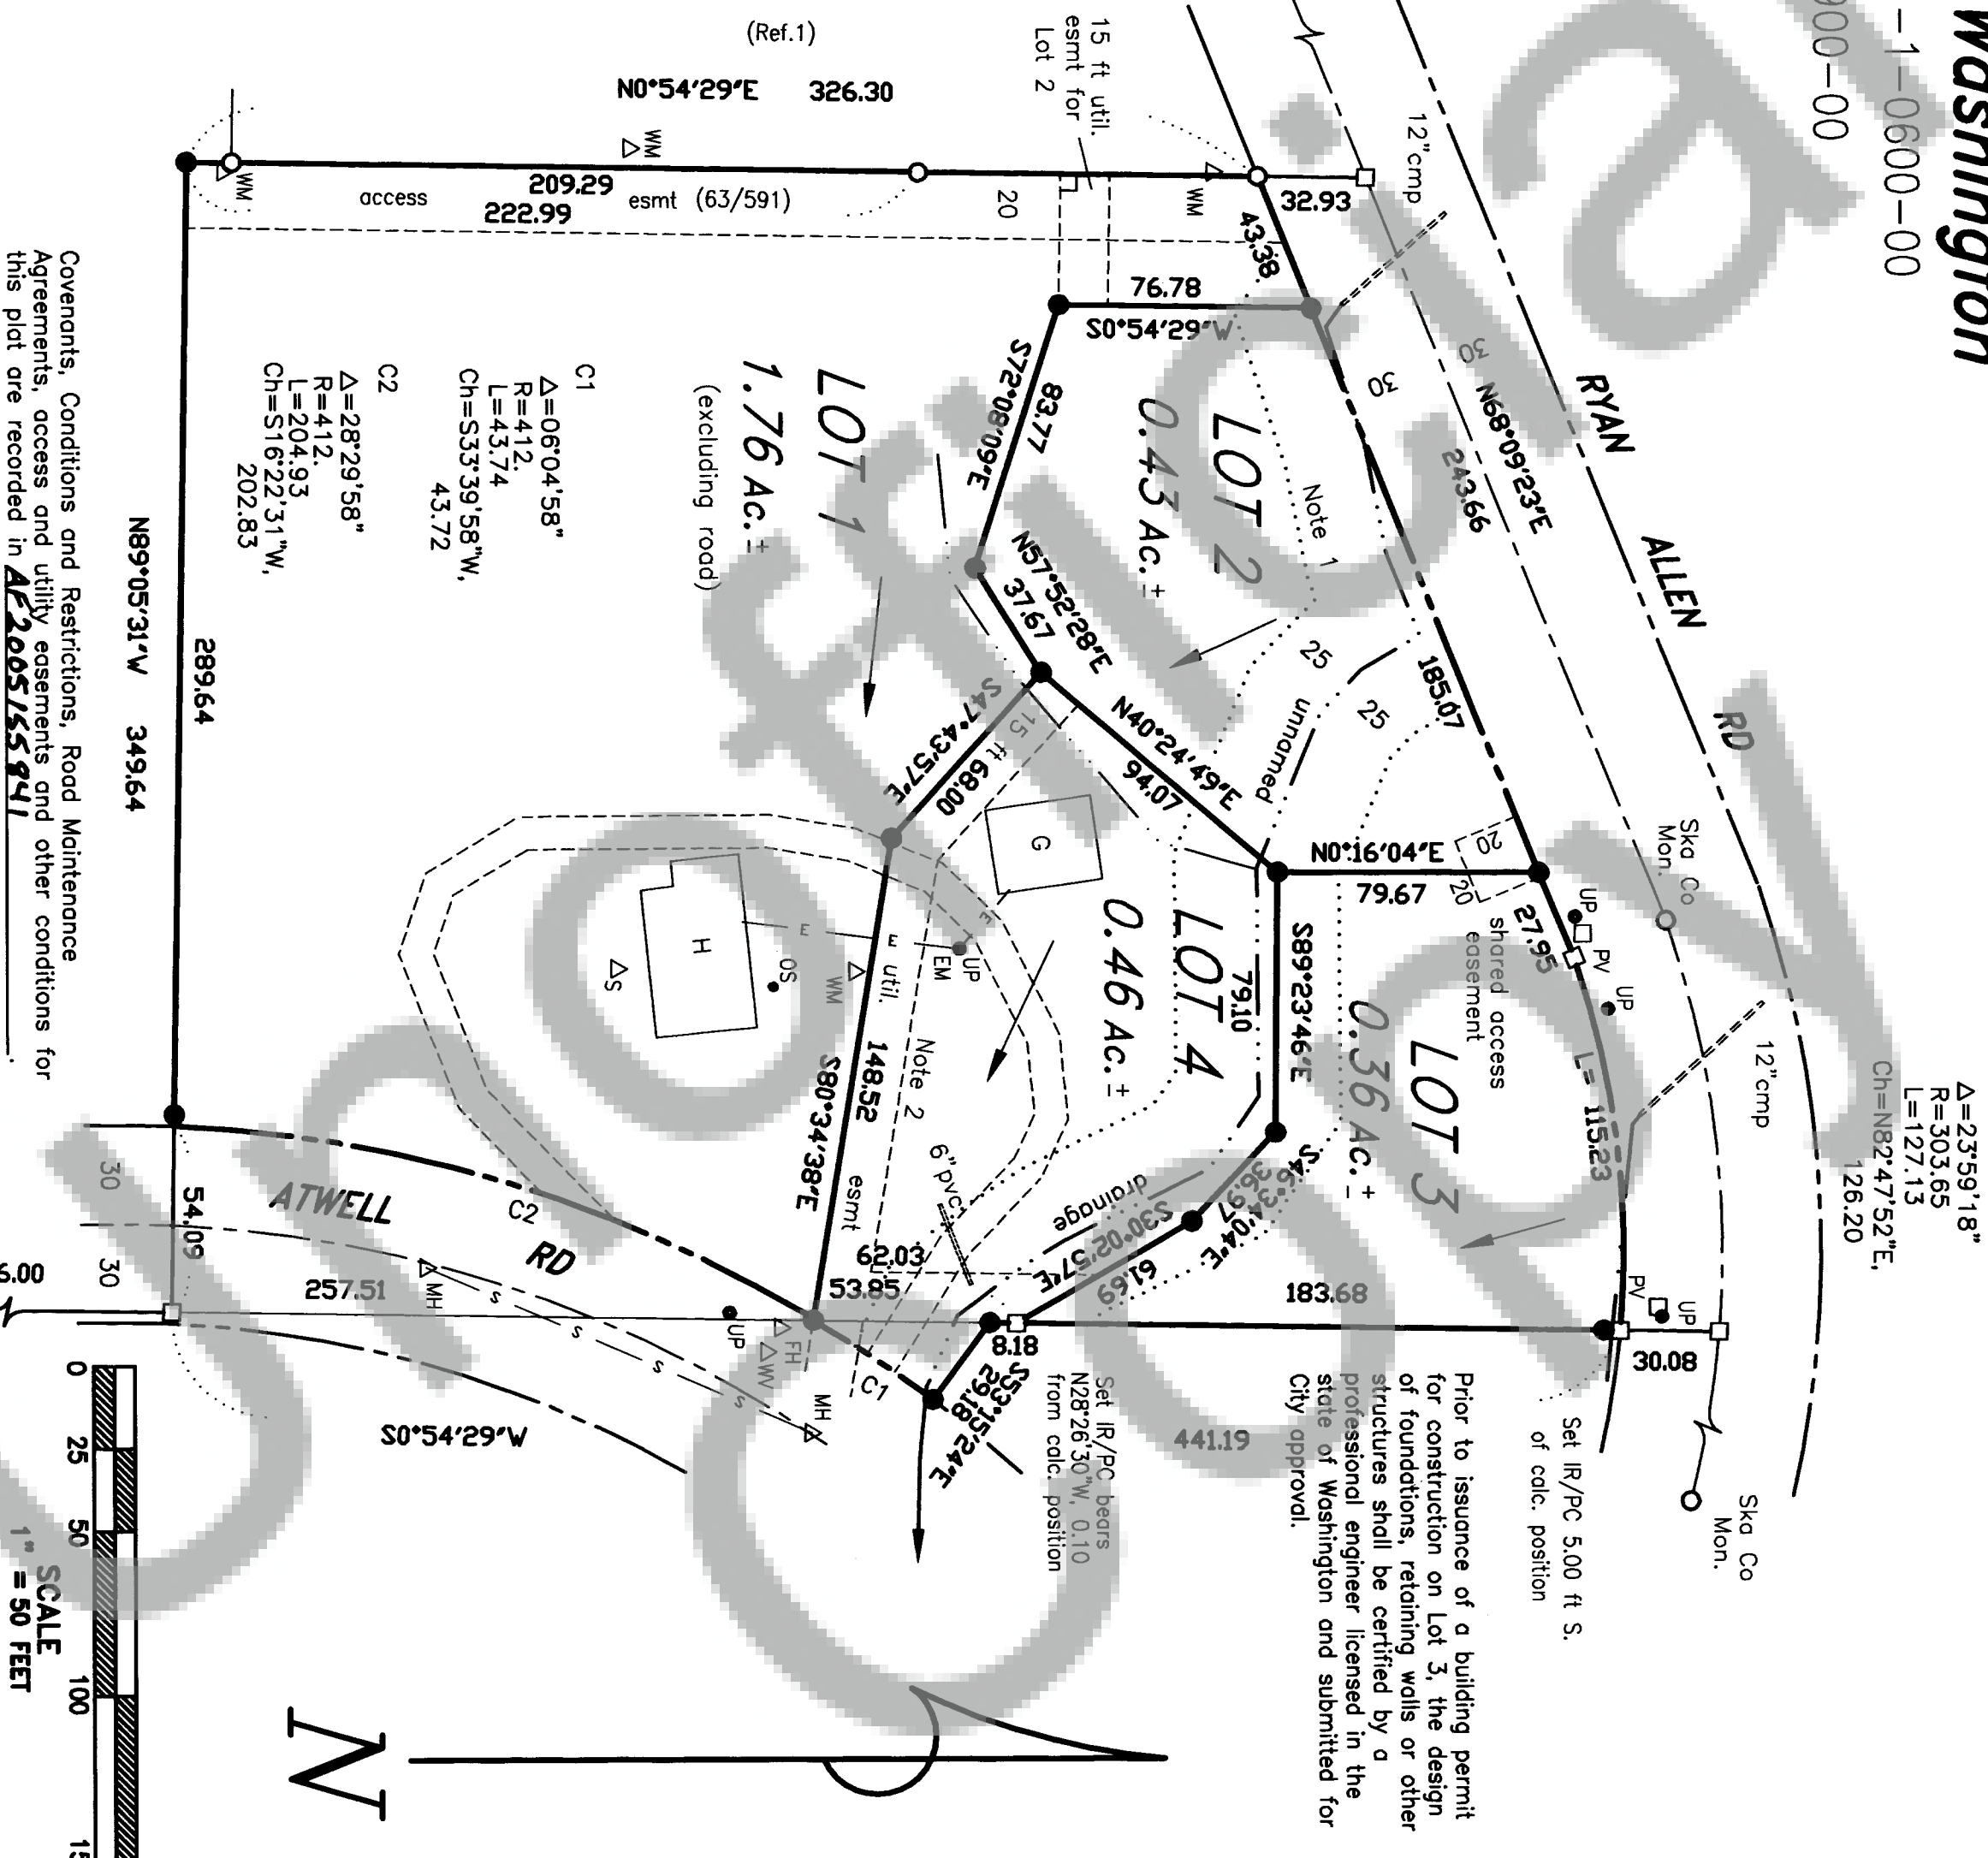 Washington
-1-0600-00
900-00
(Ref.1)
N0°54'29"E 326.30
15 ft util.
esmt for
Lot 2
12"cmp
WM
WM
WM
209.29
222.99
access esmt (63/591)
20
32.93
43.38
76.78
S0°54'29"W
30
30
N68°09'23"E
243.66
RYAN ALLEN RD
S72°08'09"E
83.77
LOT 2
0.43 Ac.±
Note 1
N57°52'28"E
37.67
25
25
unnamed
185.07
LOT 1
1.76 Ac.±
(excluding road)
C1
Δ=06°04'58"
R=412.
L=43.74
Ch=S33°39'58"W,
43.72
C2
Δ=28°29'58"
R=412.
L=204.93
Ch=S16°22'31"W,
202.83
N89°05'31"W 349.64
289.64
Covenants, Conditions and Restrictions, Road Maintenance
Agreements, access and utility easements and other conditions for
this plat are recorded in AF200515584 1.
S47°43'57"E
68.00
15 ft
N40°24'49"E
94.07
N0°16'04"E
79.67
20
20
shared access
easement
Ska Co
Mon.
UP
PV
27.95
UP
L=115.23
12"cmp
Δ=23°59'18"
R=303.65
L=127.13
Ch=N82°47'52"E,
126.20
G
H
E
E
E
UP
EM
WM
OS
ΔS
util.
esmt
Note 2
148.52
S80°34'38"E
LOT 4
0.46 Ac.±
S89°23'46"E
79.10
LOT 3
0.36 Ac.±
S46°34'04"E
36.97
drainage
S30°02'57"E
61.69
6" pvc
62.03
53.85
183.68
PV
UP
30.08
8.18
S53°15'24"E
29.18
C1
C2
ATWELL RD
30
30
54.09
257.51
MH
s
s
s
s
UP
FH
WV
MH
6.00
S0°54'29"W
441.19
Set IR/PC bears
N28°26'30"W, 0.10
from calc. position
Prior to issuance of a building permit
for construction on Lot 3, the design
of foundations, retaining walls or other
structures shall be certified by a
professional engineer licensed in the
state of Washington and submitted for
City approval.
Set IR/PC 5.00 ft S.
of calc. position
Ska Co
Mon.
0 25 50 100 15
SCALE
1" = 50 FEET
N
Unofficial
Copy